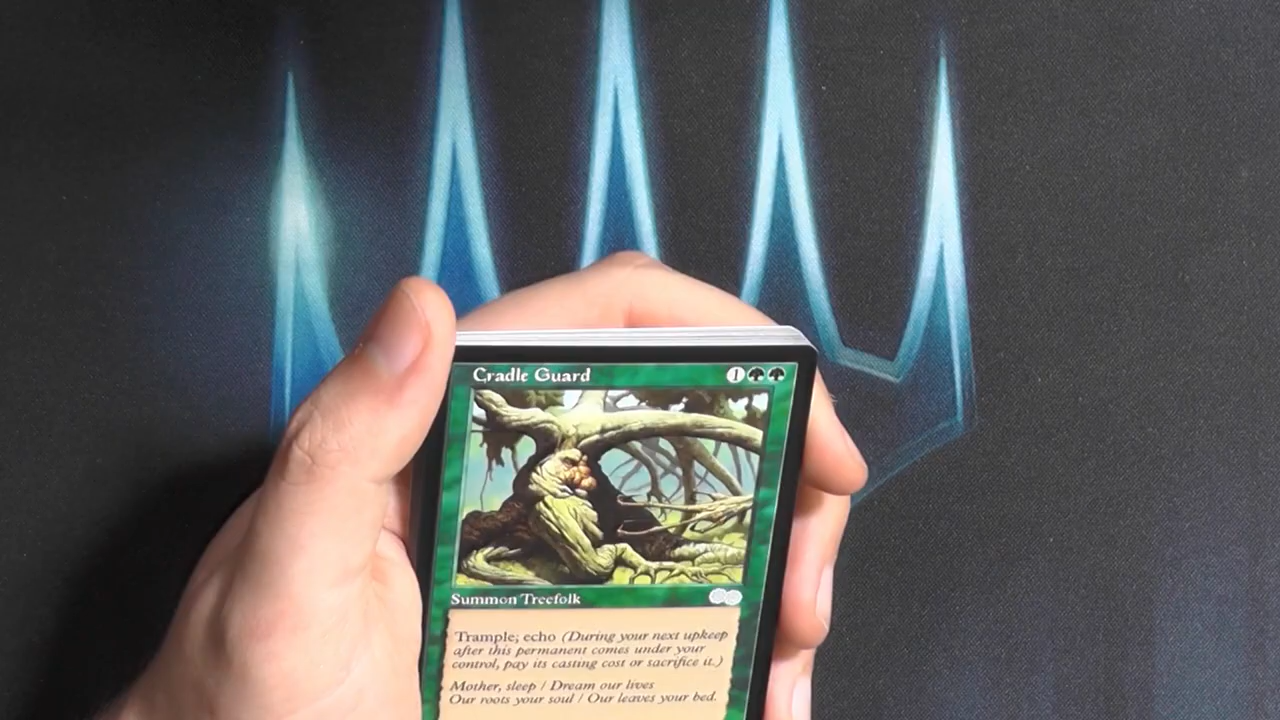 Cradle Guard 1
Summon Treefolk
Trample; echo (During your next upkeep
after this permanent comes under your
control, pay its casting cost or sacrifice it.)
Mother, sleep / Dream our lives
Our roots your soul / Our leaves your bed.